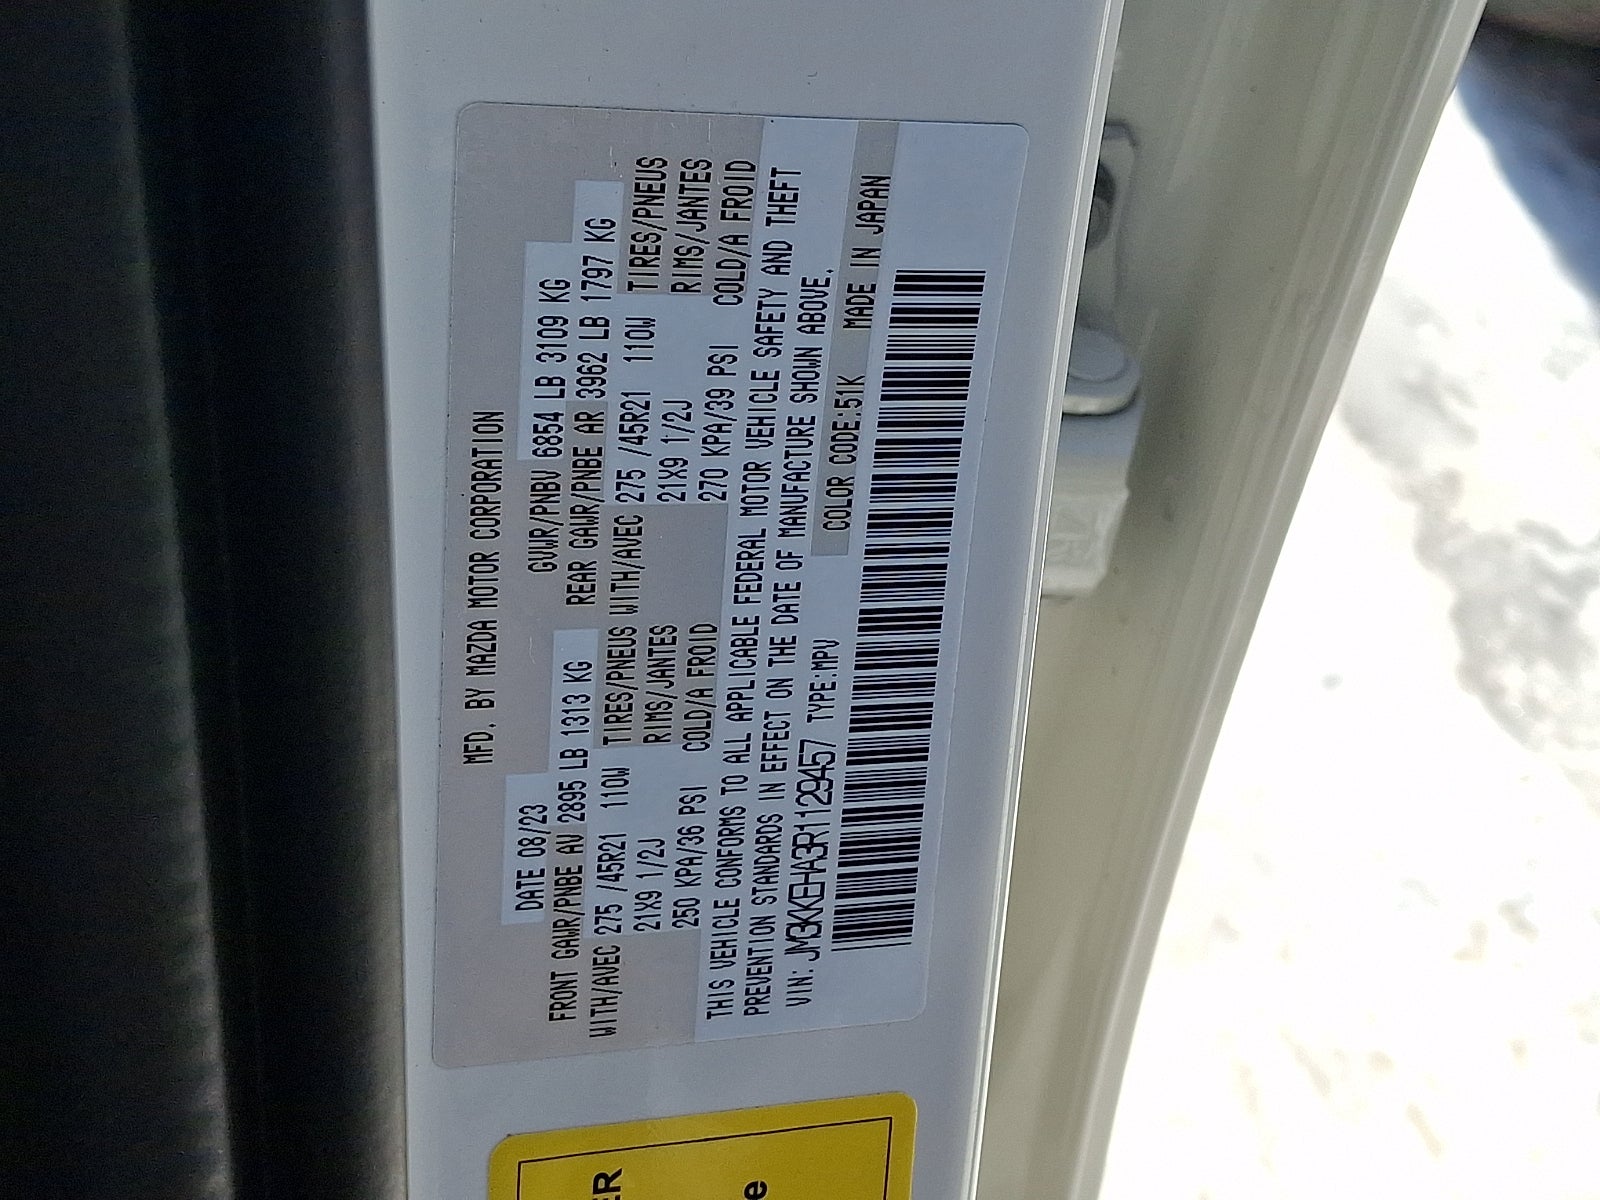 MFD. BY MAZDA MOTOR CORPORATION
DATE 08/23 GVWR/PNBV 6854 LB 3109 KG
FRONT GAWR/PNBE AV 2895 LB 1313 KG REAR GAWR/PNBE AR 3962 LB 1797 KG
WITH/AVEC 275 /45R21 110W TIRES/PNEUS WITH/AVEC 275 /45R21 110W TIRES/PNEUS
21X9 1/2J RIMS/JANTES 21X9 1/2J RIMS/JANTES
250 KPA/36 PSI COLD/A FROID 270 KPA/39 PSI COLD/A FROID
THIS VEHICLE CONFORMS TO ALL APPLICABLE FEDERAL MOTOR VEHICLE SAFETY AND THEFT
PREVENTION STANDARDS IN EFFECT ON THE DATE OF MANUFACTURE SHOWN ABOVE.
VIN: JM3KKEHA3R1129457 TYPE:MPV COLOR CODE:51K MADE IN JAPAN